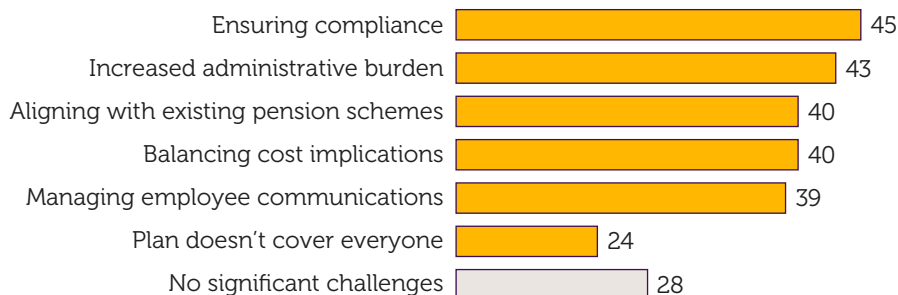 Ensuring compliance 45
Increased administrative burden 43
Aligning with existing pension schemes 40
Balancing cost implications 40
Managing employee communications 39
Plan doesn't cover everyone 24
No significant challenges 28